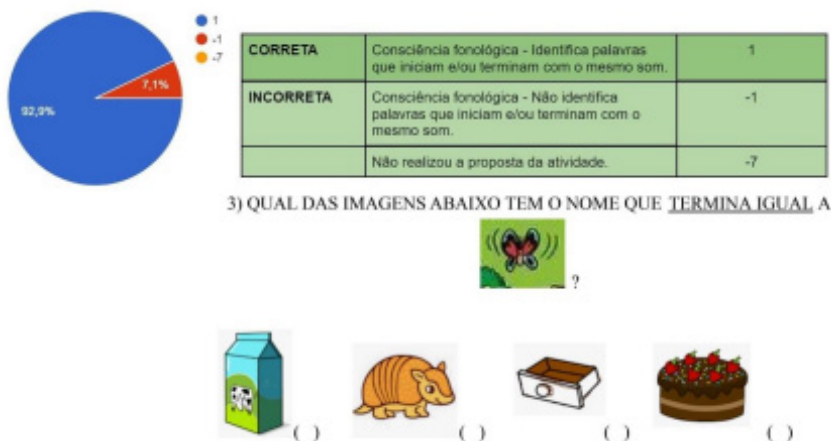 1
-1
-7
92,9%
7,1%
CORRETA
Consciência fonológica - Identifica palavras
que iniciam e/ou terminam com o mesmo som.
1
INCORRETA
Consciência fonológica - Não identifica
palavras que iniciam e/ou terminam com o
mesmo som.
-1
Não realizou a proposta da atividade.
-7
3) QUAL DAS IMAGENS ABAIXO TEM O NOME QUE TERMINA IGUAL A
?
( ) ( ) ( ) ( )